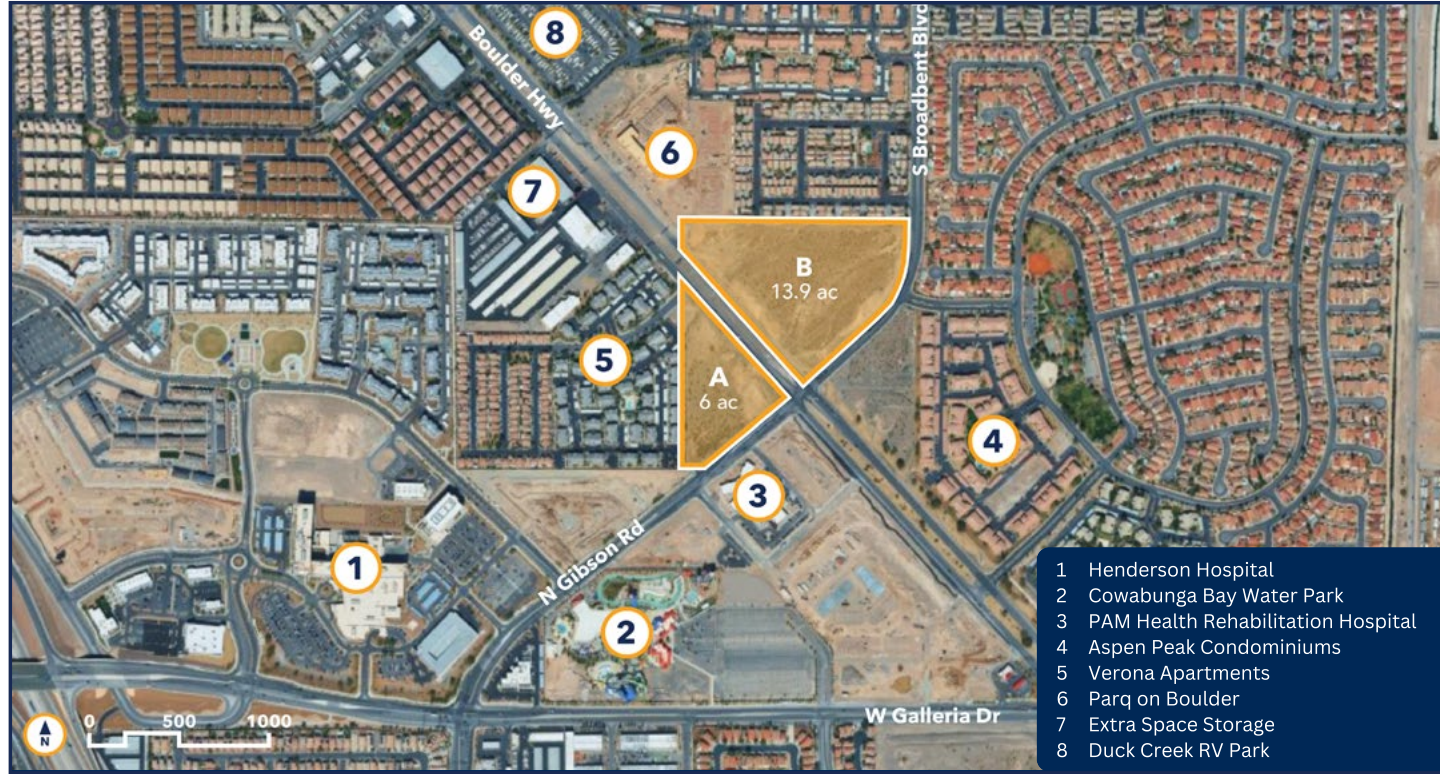 8
Boulder Hwy
S Broadbent Blvd
6
7
B
13.9 ac
5
A
6 ac
4
3
1
N Gibson Rd
2
W Galleria Dr
N
0 500 1000
1 Henderson Hospital
2 Cowabunga Bay Water Park
3 PAM Health Rehabilitation Hospital
4 Aspen Peak Condominiums
5 Verona Apartments
6 Parq on Boulder
7 Extra Space Storage
8 Duck Creek RV Park